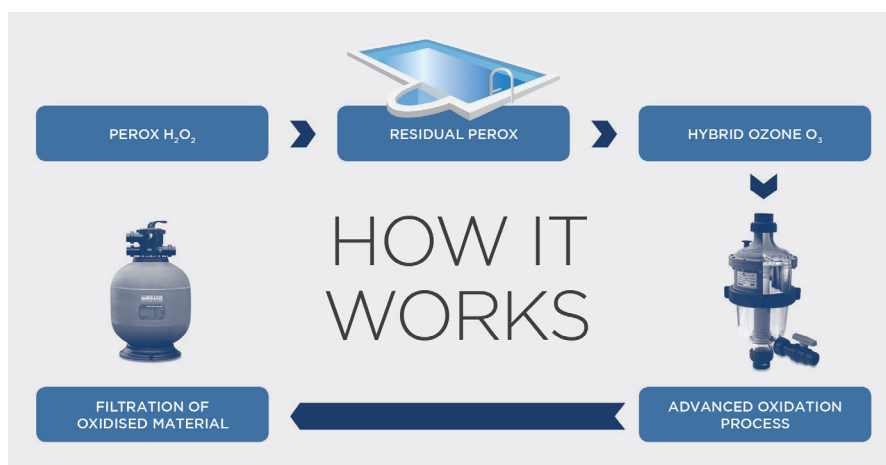 PEROX H₂O₂
RESIDUAL PEROX
HYBRID OZONE O₃
HOW IT
WORKS
FILTRATION OF
OXIDISED MATERIAL
ADVANCED OXIDATION
PROCESS